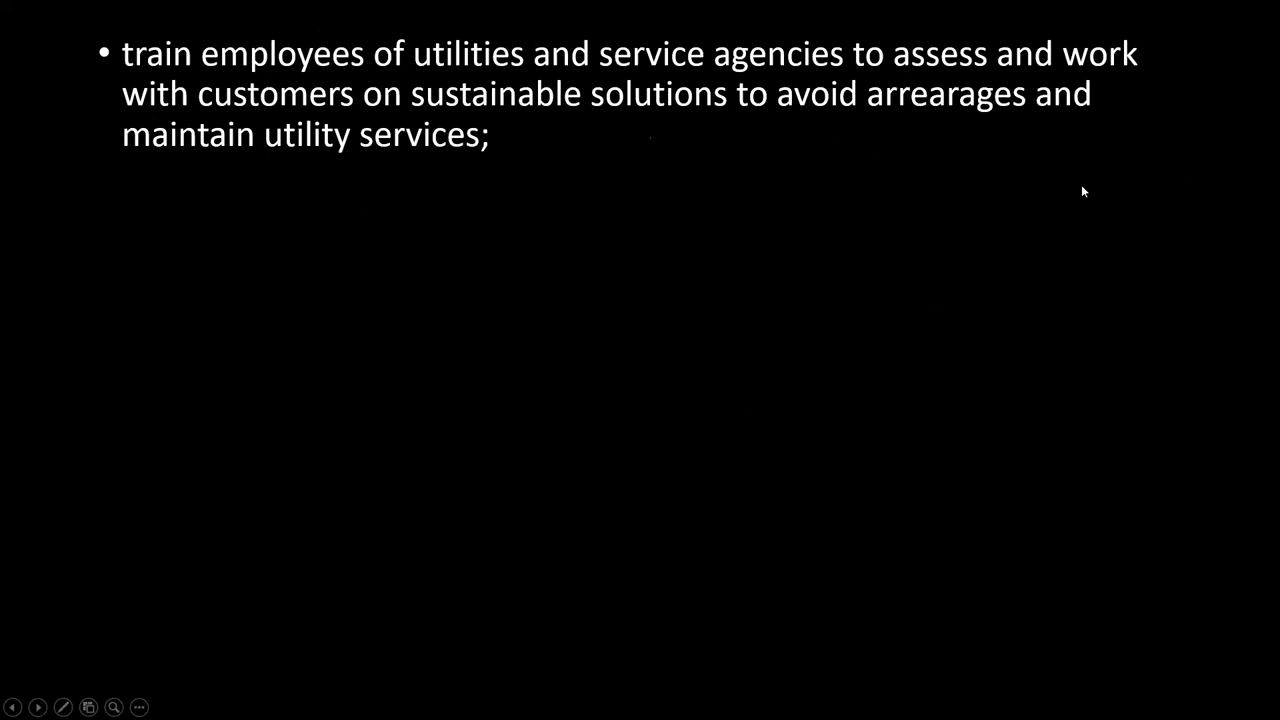 • train employees of utilities and service agencies to assess and work
with customers on sustainable solutions to avoid arrearages and
maintain utility services;